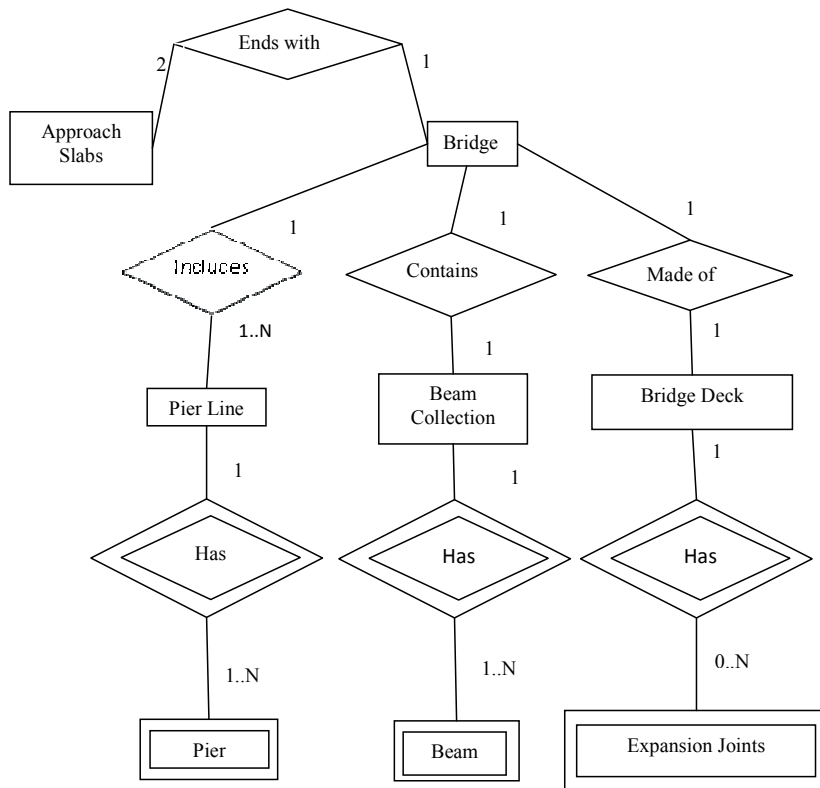 Ends with
2
1
Approach
Slabs
Bridge
1
1
1
Induces
Contains
Made of
1..N
1
1
Pier Line
Beam
Collection
Bridge Deck
1
1
1
Has
Has
Has
1..N
1..N
0..N
Pier
Beam
Expansion Joints